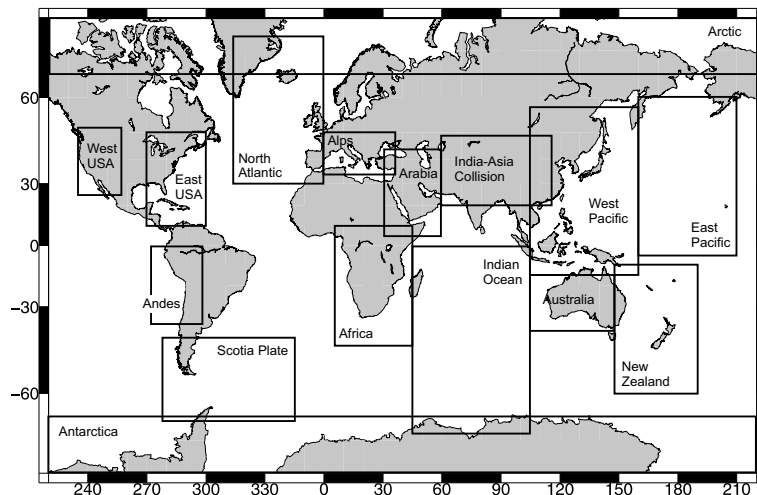 Arctic
60
West
USA
East
USA
North
Atlantic
Alps
Arabia
India-Asia
Collision
West
Pacific
East
Pacific
30
0
Indian
Ocean
Andes
Australia
−30
Africa
Scotia Plate
New
Zealand
−60
Antarctica
240 270 300 330 0 30 60 90 120 150 180 210